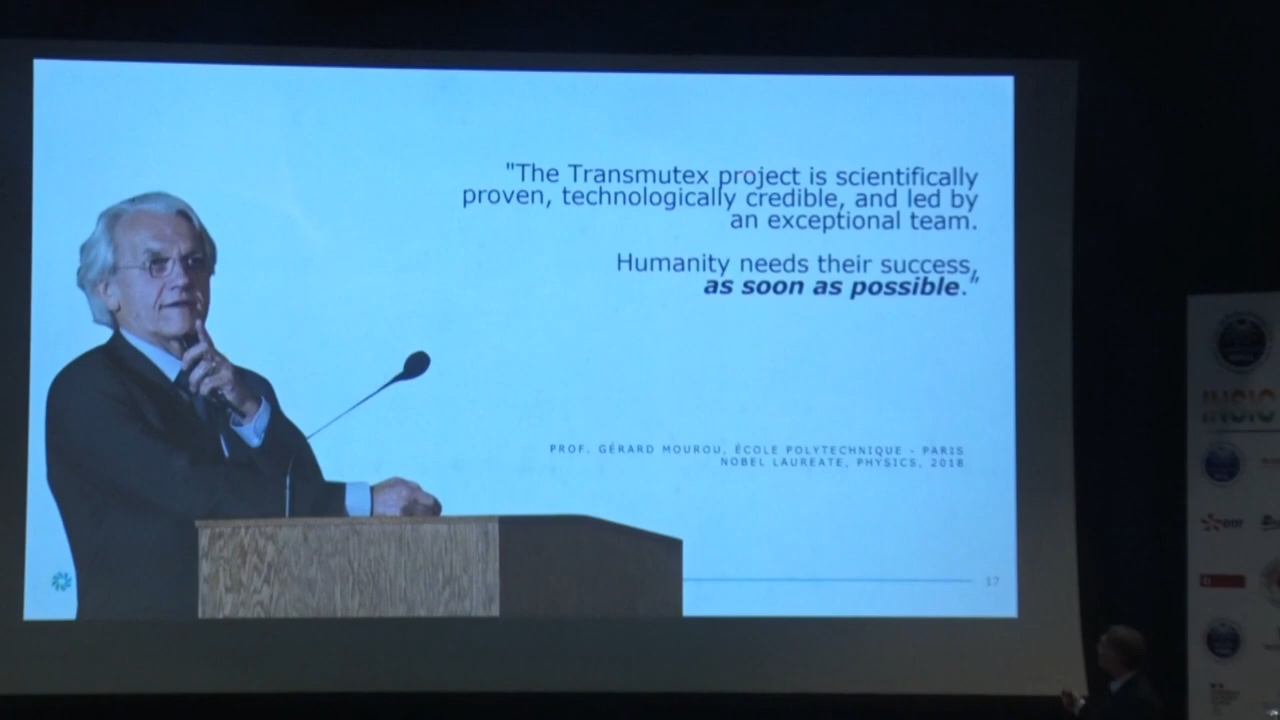 "The Transmutex project is scientifically
proven, technologically credible, and led by
an exceptional team.
Humanity needs their success,
as soon as possible."
PROF. GÉRARD MOUROU, ÉCOLE POLYTECHNIQUE - PARIS
NOBEL LAUREATE, PHYSICS, 2018
17